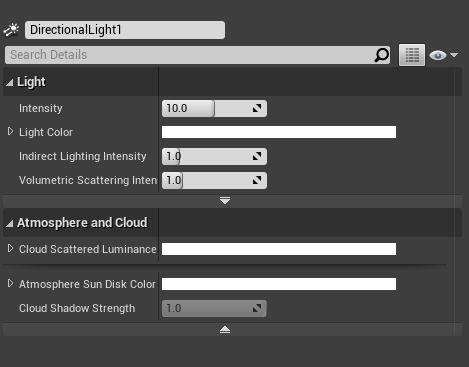 DirectionalLight1
Search Details
Light
Intensity 10.0
Light Color
Indirect Lighting Intensity 1.0
Volumetric Scattering Inten 1.0
Atmosphere and Cloud
Cloud Scattered Luminance
Atmosphere Sun Disk Color
Cloud Shadow Strength 1.0